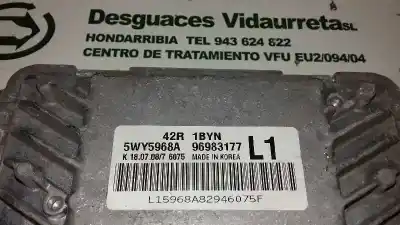 Desguaces Vidaurreta SL
HONDARRIBIA TEL 943 624 622
CENTRO DE TRATAMIENTO VFU EU2/094/04
42R 1BYN
5WY5968A 96983177 L1
K 18.07.08/7 6075 MADE IN KOREA
L15968A82946075F